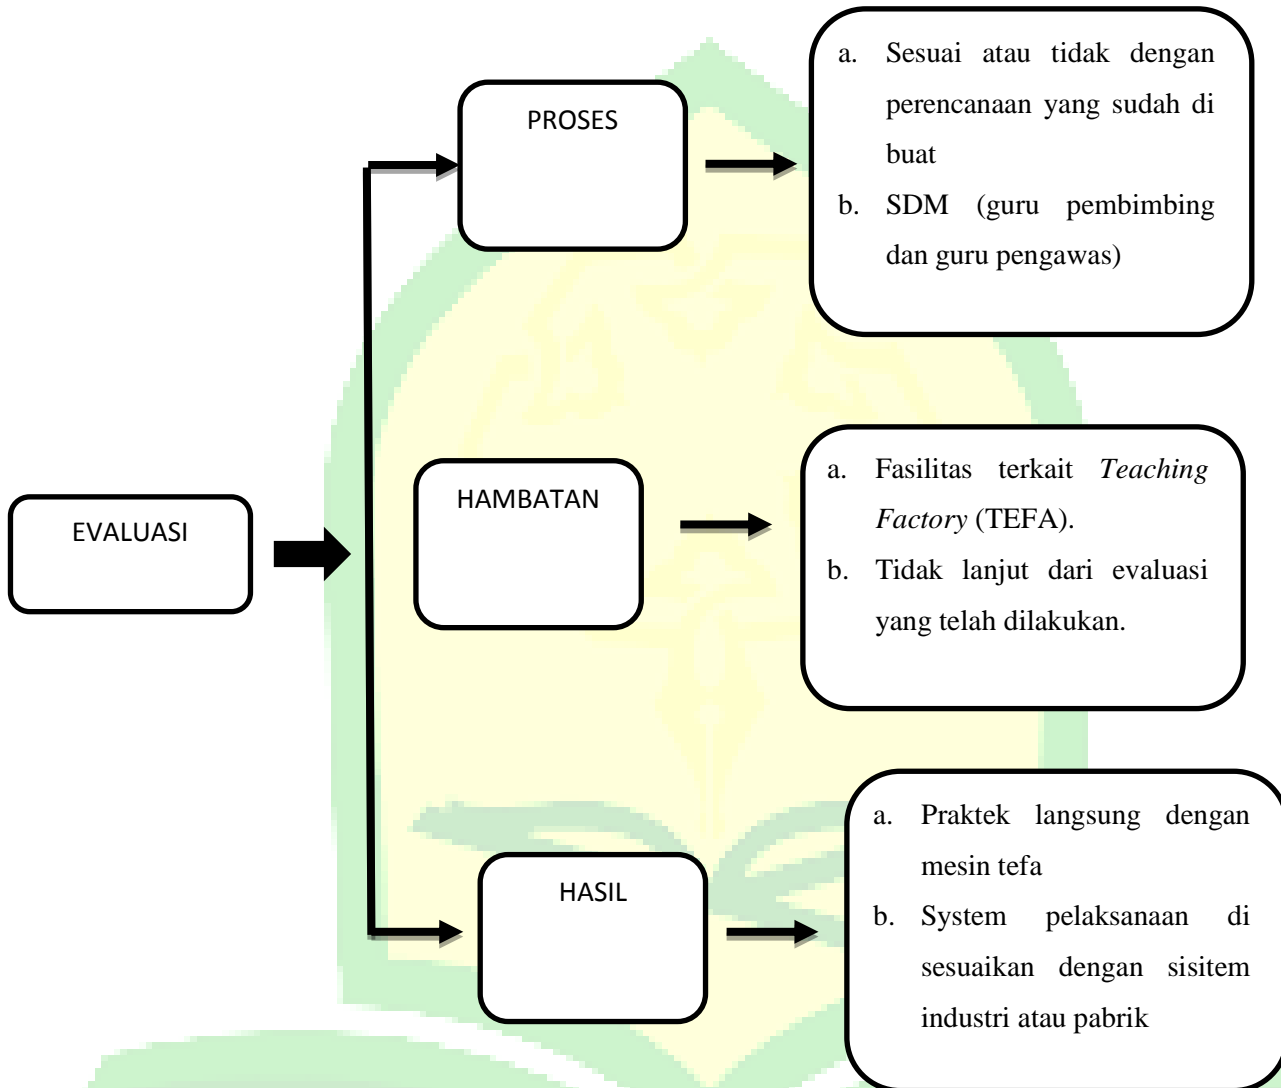 EVALUASI
PROSES
a. Sesuai atau tidak dengan
perencanaan yang sudah di
buat
b. SDM (guru pembimbing
dan guru pengawas)
HAMBATAN
a. Fasilitas terkait Teaching
Factory (TEFA).
b. Tidak lanjut dari evaluasi
yang telah dilakukan.
HASIL
a. Praktek langsung dengan
mesin tefa
b. System pelaksanaan di
sesuaikan dengan sisitem
industri atau pabrik